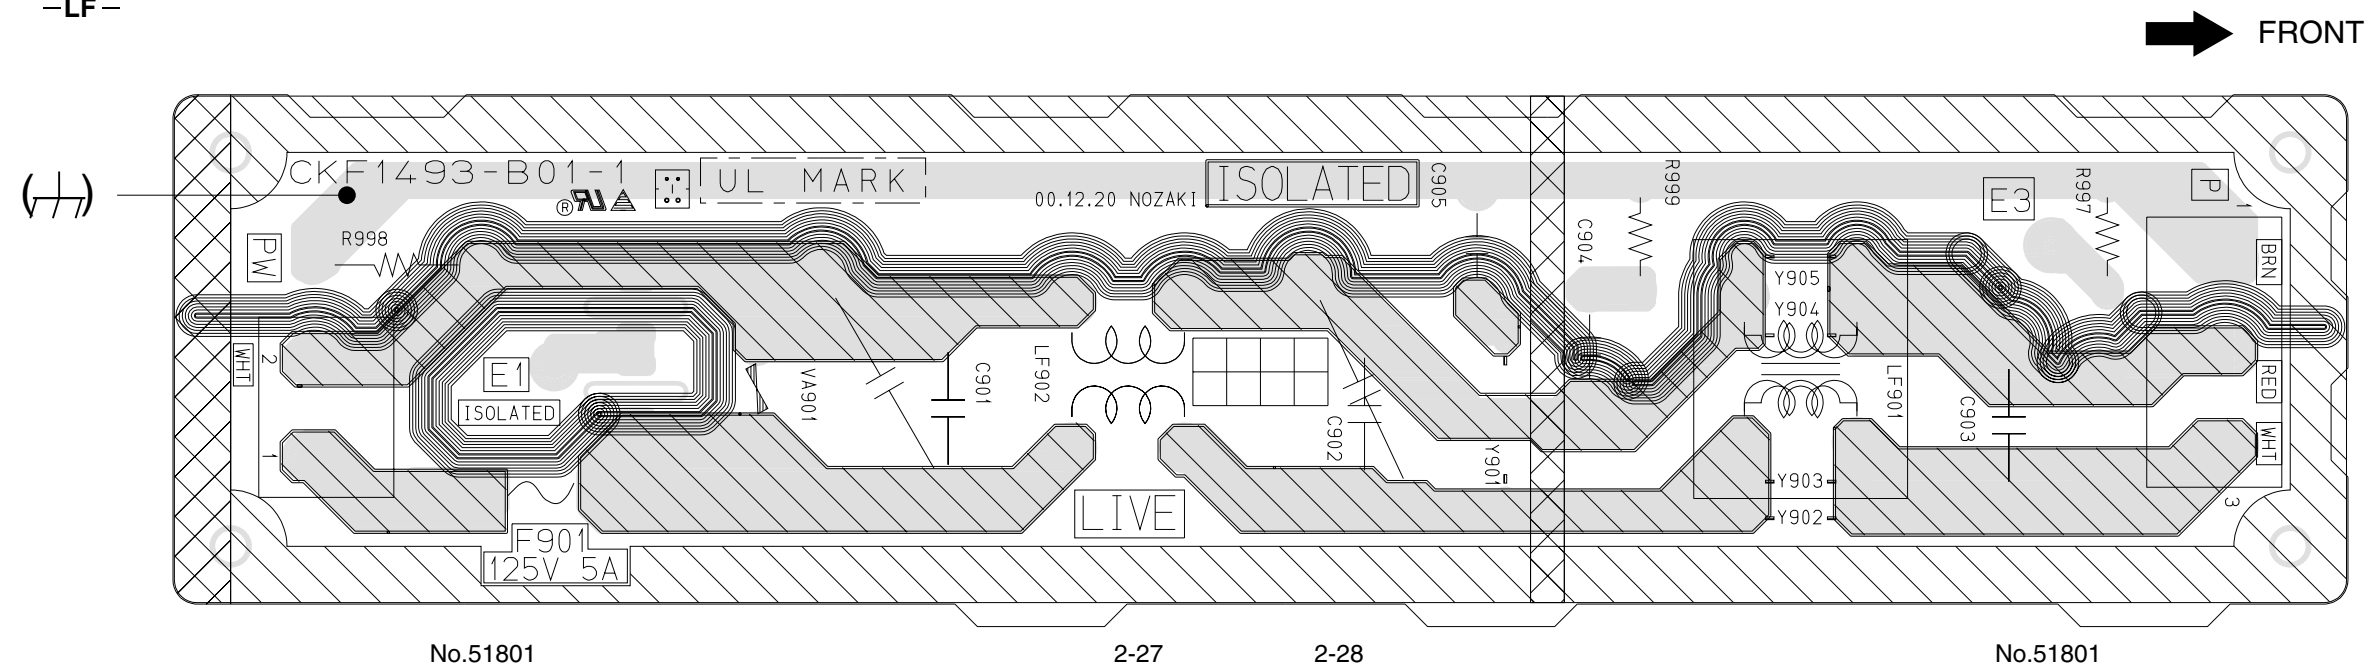 –LF–
FRONT
CKF1493-B01-1
UL MARK
00.12.20 NOZAKI
ISOLATED
C905
R999
C904
E3
R997
P
1
PW
R998
BRN
WHT
2
E1
ISOLATED
VA901
C901
LF902
C902
Y901
Y905
Y904
LF901
C903
RED
WHT
1
Y903
Y902
3
LIVE
F901
125V 5A
No.51801
2-27
2-28
No.51801